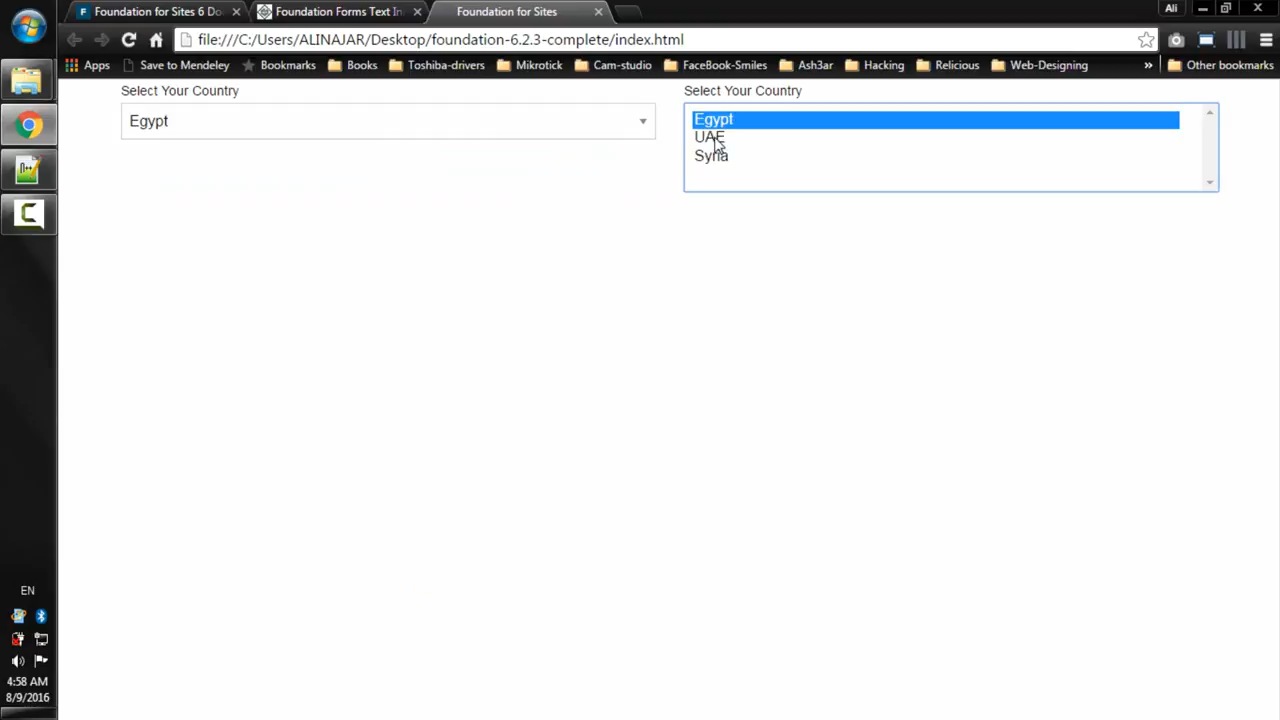 Foundation for Sites 6 Do
Foundation Forms Text In
Foundation for Sites
Ali
file:///C:/Users/ALINAJAR/Desktop/foundation-6.2.3-complete/index.html
Apps
Save to Mendeley
Bookmarks
Books
Toshiba-drivers
Mikrotick
Cam-studio
FaceBook-Smiles
Ash3ar
Hacking
Relicious
Web-Designing
»
Other bookmarks
Select Your Country
Egypt
Select Your Country
Egypt
UAE
Syria
EN
4:58 AM
8/9/2016